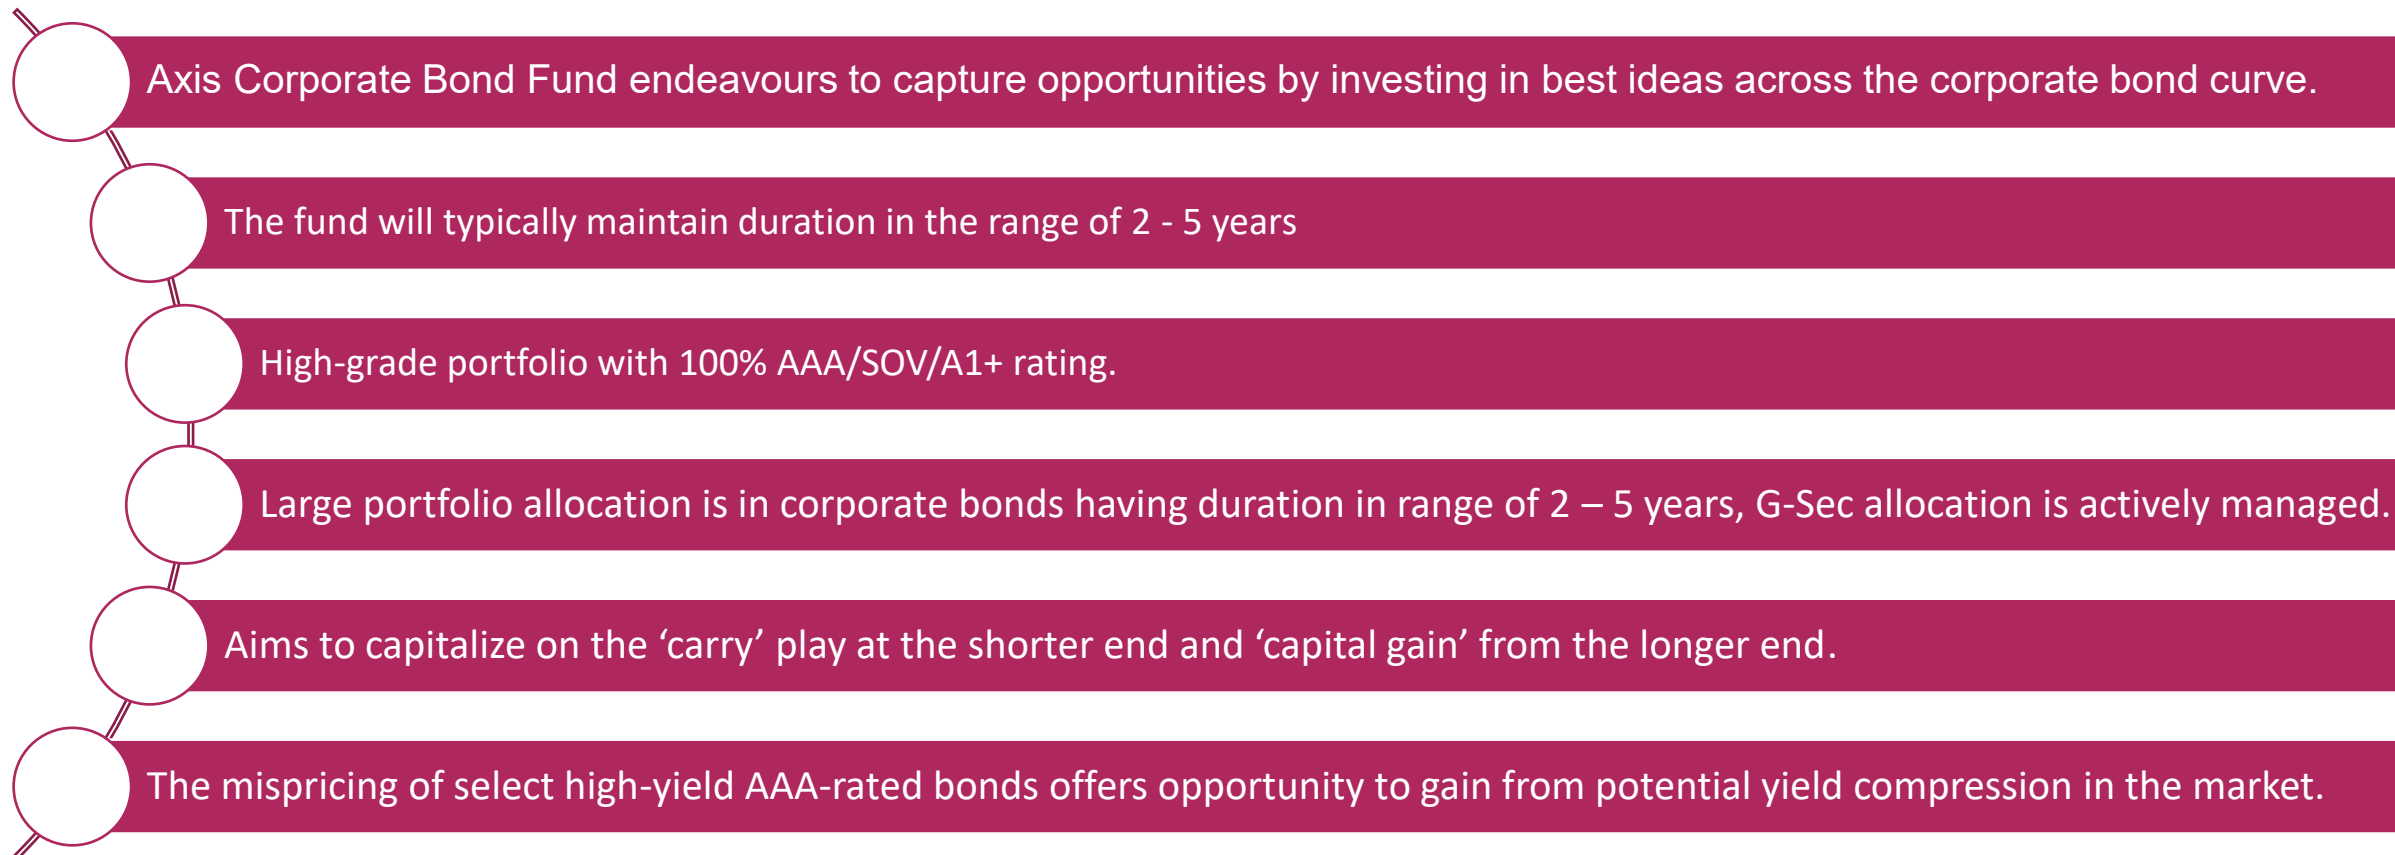 Axis Corporate Bond Fund endeavours to capture opportunities by investing in best ideas across the corporate bond curve.
The fund will typically maintain duration in the range of 2 - 5 years
High-grade portfolio with 100% AAA/SOV/A1+ rating.
Large portfolio allocation is in corporate bonds having duration in range of 2 – 5 years, G-Sec allocation is actively managed.
Aims to capitalize on the ‘carry’ play at the shorter end and ‘capital gain’ from the longer end.
The mispricing of select high-yield AAA-rated bonds offers opportunity to gain from potential yield compression in the market.